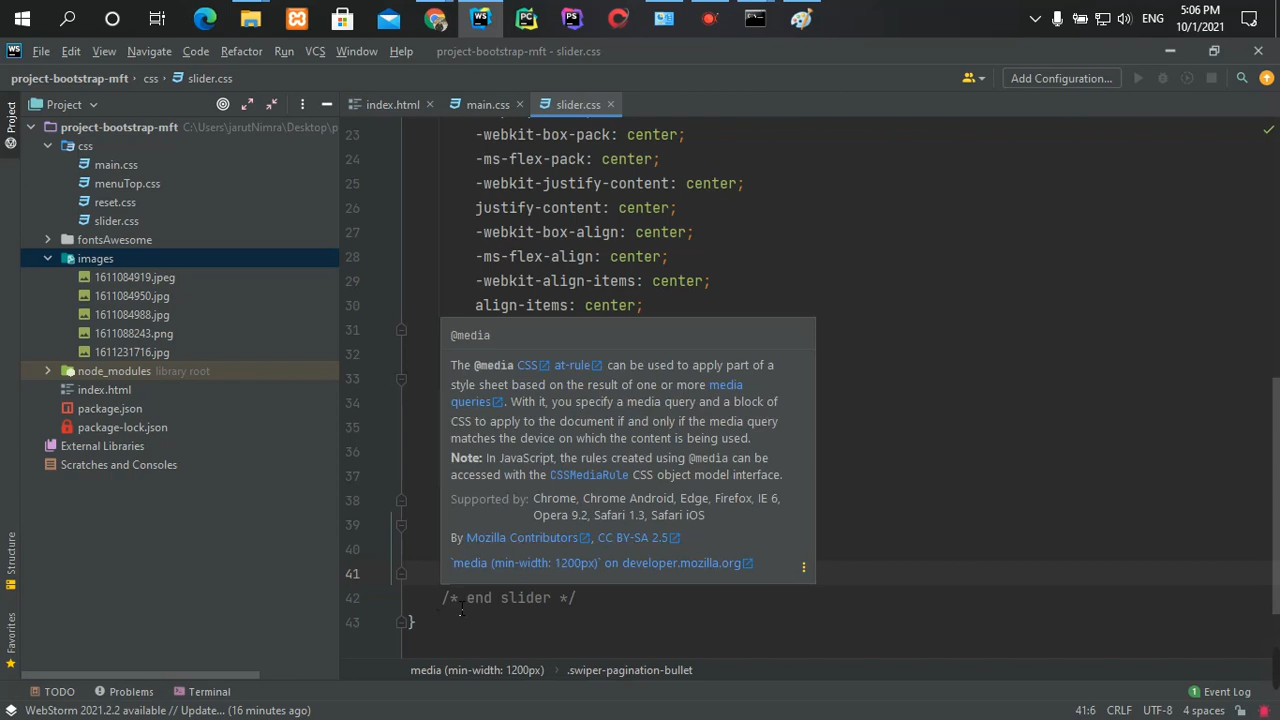 ENG
5:06 PM
10/1/2021
WS
File Edit View Navigate Code Refactor Run VCS Window Help
project-bootstrap-mft - slider.css
project-bootstrap-mft › css › slider.css
Add Configuration...
Project
index.html
main.css
slider.css
Project
project-bootstrap-mft C:\Users\jarutNimra\Desktop\p
css
main.css
menuTop.css
reset.css
slider.css
fontsAwesome
images
1611084919.jpeg
1611084950.jpg
1611084988.jpg
1611088243.png
1611231716.jpg
node_modules library root
index.html
package.json
package-lock.json
External Libraries
Scratches and Consoles
Structure
Favorites
23 -webkit-box-pack: center;
24 -ms-flex-pack: center;
25 -webkit-justify-content: center;
26 justify-content: center;
27 -webkit-box-align: center;
28 -ms-flex-align: center;
29 -webkit-align-items: center;
30 align-items: center;
31
32
33
34
35
36
37
38
39
40
41
@media
The @media CSS at-rule can be used to apply part of a
style sheet based on the result of one or more media
queries. With it, you specify a media query and a block of
CSS to apply to the document if and only if the media query
matches the device on which the content is being used.
Note: In JavaScript, the rules created using @media can be
accessed with the CSSMediaRule CSS object model interface.
Supported by: Chrome, Chrome Android, Edge, Firefox, IE 6,
Opera 9.2, Safari 1.3, Safari iOS
By Mozilla Contributors, CC BY-SA 2.5
`media (min-width: 1200px)` on developer.mozilla.org
42 /* end slider */
43 }
media (min-width: 1200px) › .swiper-pagination-bullet
TODO Problems Terminal
1 Event Log
WebStorm 2021.2.2 available // Update... (16 minutes ago)
41:6 CRLF UTF-8 4 spaces